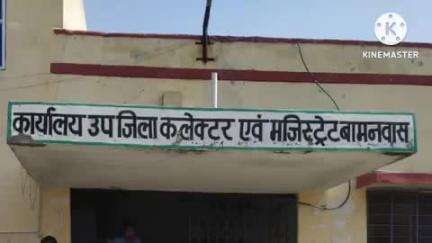 KINEMASTER
कार्यालय उप जिला कलेक्टर एवं मजिस्ट्रेट बामनवास